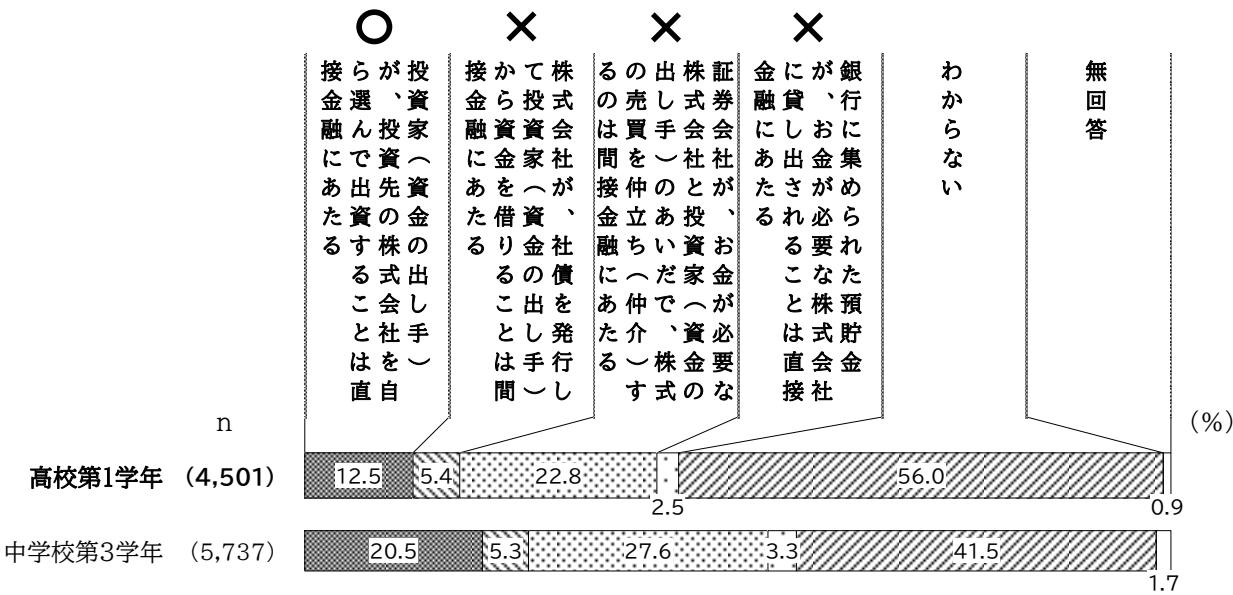 ○
投資家（資金の出し手）
が、投資先の株式会社を自
ら選んで出資することは直
接金融にあたる
×
株式会社が、社債を発行し
て投資家（資金の出し手）
から資金を借りることは間
接金融にあたる
×
証券会社が、お金が必要な
株式会社と投資家（資金の
出し手）のあいだで、株式
の売買を仲立ち（仲介）す
るのは間接金融にあたる
×
銀行に集められた預貯金
が、お金が必要な株式会社
に貸し出されることは直接
金融にあたる
わからない
無回答
n
(%)
高校第1学年 (4,501)
12.5 5.4 22.8 2.5 56.0 0.9
中学校第3学年 (5,737)
20.5 5.3 27.6 3.3 41.5 1.7